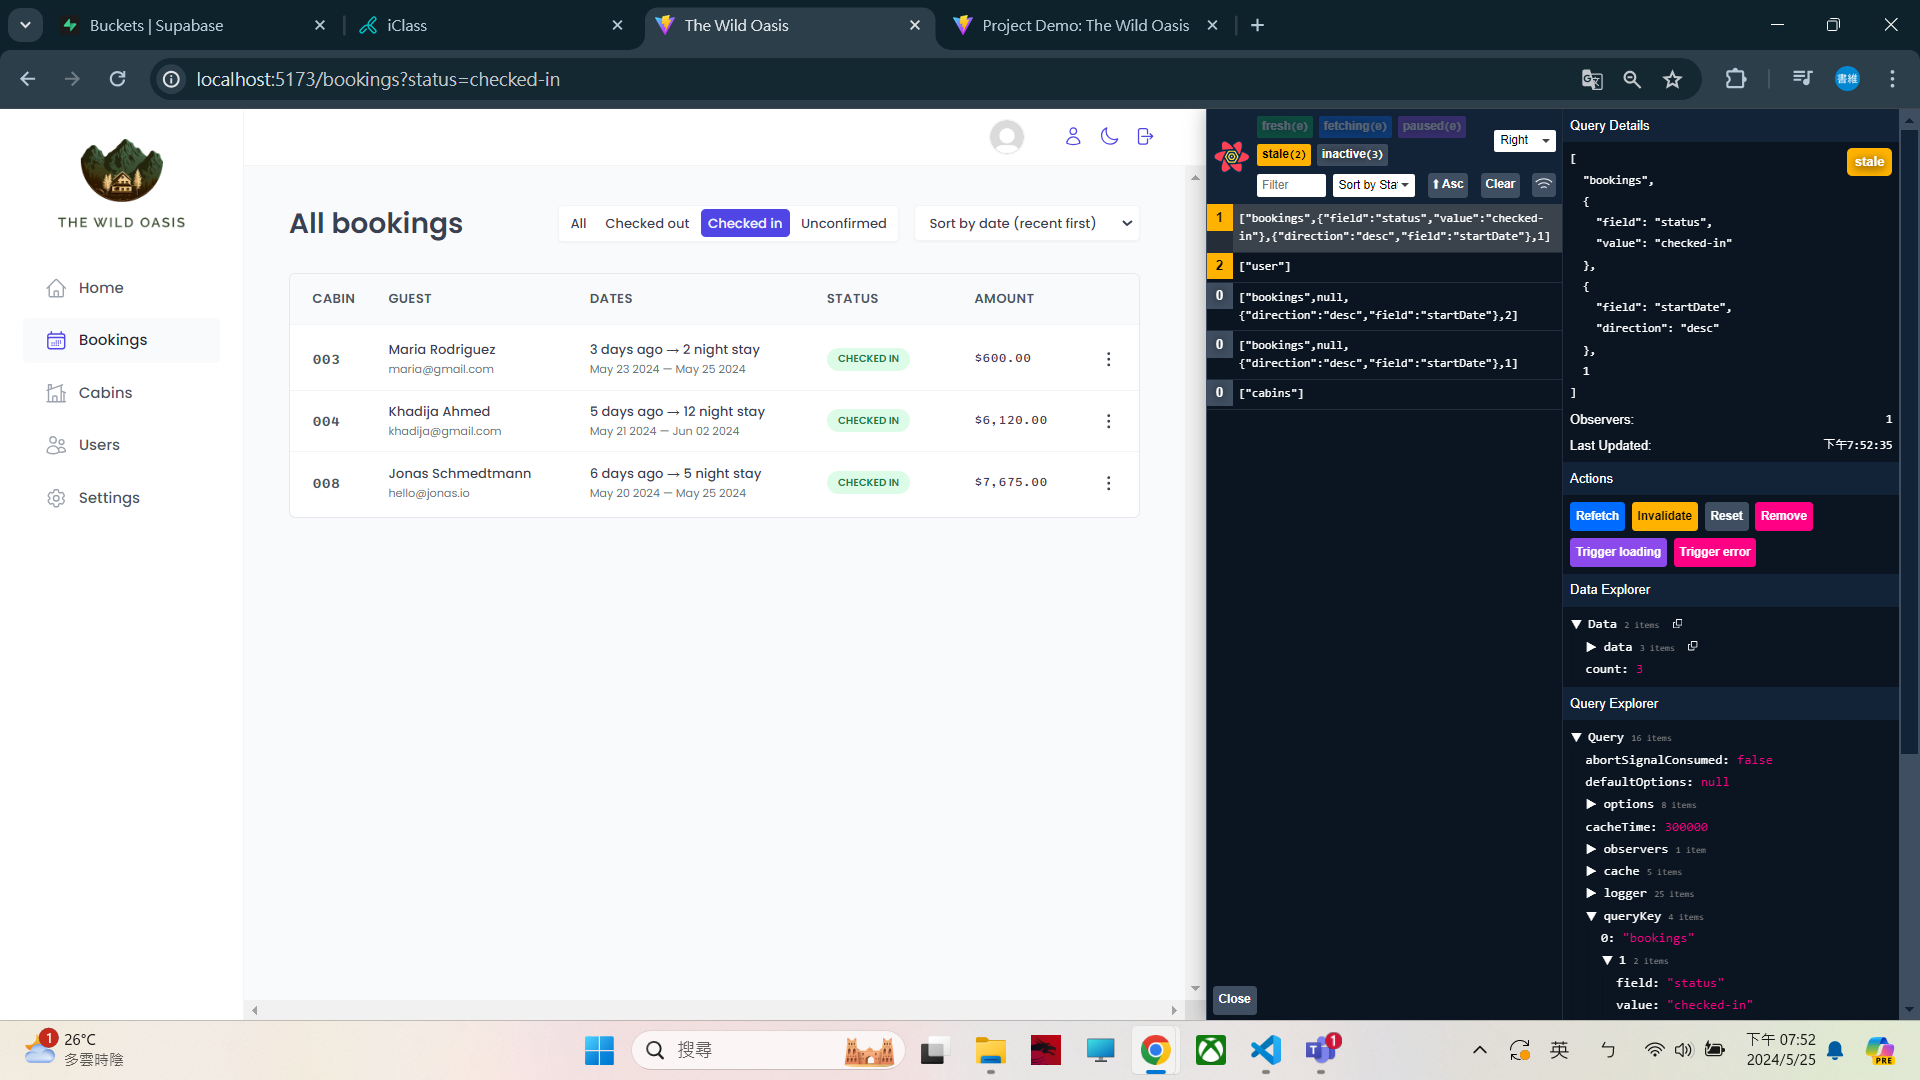 Buckets | Supabase
iClass
The Wild Oasis
Project Demo: The Wild Oasis
localhost:5173/bookings?status=checked-in
書維
THE WILD OASIS
Home
Bookings
Cabins
Users
Settings
All bookings
All
Checked out
Checked in
Unconfirmed
Sort by date (recent first)
CABIN GUEST DATES STATUS AMOUNT
003 Maria Rodriguez 3 days ago → 2 night stay CHECKED IN $600.00
maria@gmail.com May 23 2024 — May 25 2024
004 Khadija Ahmed 5 days ago → 12 night stay CHECKED IN $6,120.00
khadija@gmail.com May 21 2024 — Jun 02 2024
008 Jonas Schmedtmann 6 days ago → 5 night stay CHECKED IN $7,675.00
hello@jonas.io May 20 2024 — May 25 2024
fresh(0) fetching(0) paused(0)
stale(2) inactive(3)
Right
Filter
Sort by Stat
Asc
Clear
1 ["bookings",{"field":"status","value":"checked-
in"},{"direction":"desc","field":"startDate"},1]
2 ["user"]
0 ["bookings",null,
{"direction":"desc","field":"startDate"},2]
0 ["bookings",null,
{"direction":"desc","field":"startDate"},1]
0 ["cabins"]
Close
Query Details
[
"bookings",
{
"field": "status",
"value": "checked-in"
},
{
"field": "startDate",
"direction": "desc"
},
1
]
stale
Observers: 1
Last Updated: 下午7:52:35
Actions
Refetch Invalidate Reset Remove
Trigger loading Trigger error
Data Explorer
Data 2 items
data 3 items
count: 3
Query Explorer
Query 16 items
abortSignalConsumed: false
defaultOptions: null
options 8 items
cacheTime: 300000
observers 1 item
cache 5 items
logger 25 items
queryKey 4 items
0: "bookings"
1 2 items
field: "status"
value: "checked-in"
1
26°C
多雲時陰
搜尋
1
英
ㄅ
下午 07:52
2024/5/25
PRE